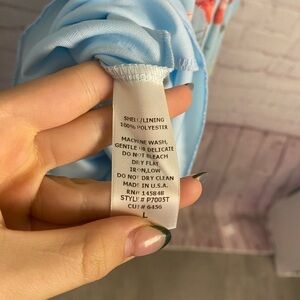 SHELL/LINING
100% POLYESTER
MACHINE WASH,
GENTLE OR DELICATE
DO NOT BLEACH
DRY FLAT
IRON, LOW
DO NOT DRY CLEAN
MADE IN U.S.A.
RN# 145848
STYLE# P7005T
CUT# 6456
L